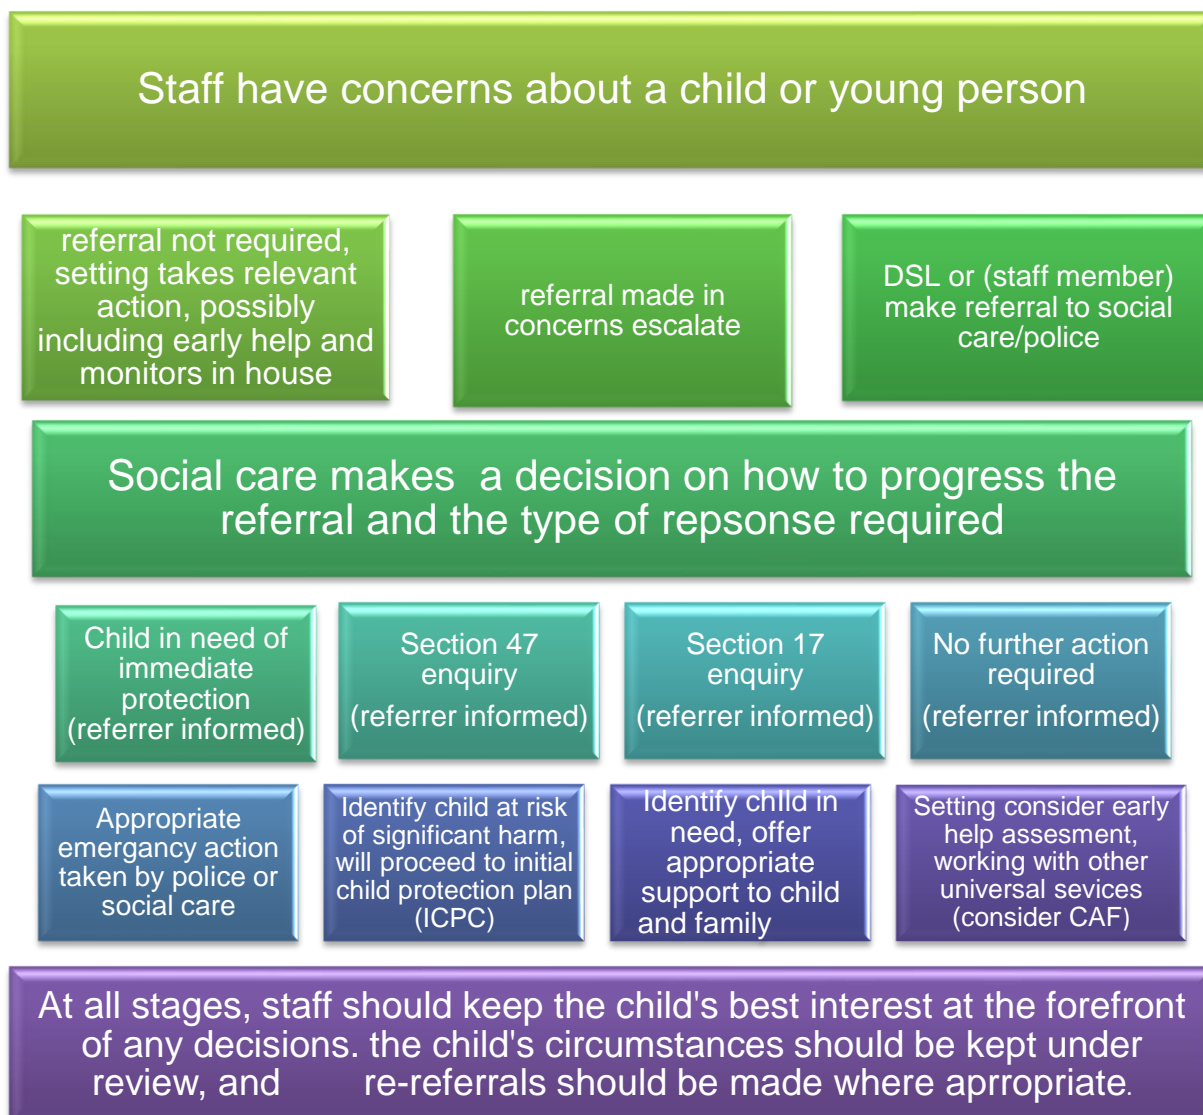 Staff have concerns about a child or young person
referral not required,
setting takes relevant
action, possibly
including early help and
monitors in house
referral made in
concerns escalate
DSL or (staff member)
make referral to social
care/police
Social care makes  a decision on how to progress the
referral and the type of repsonse required
Child in need of
immediate
protection
(referrer informed)
Section 47
enquiry
(referrer informed)
Section 17
enquiry
(referrer informed)
No further action
required
(referrer informed)
Appropriate
emergancy action
taken by police or
social care
Identify child at risk
of significant harm,
will proceed to initial
child protection plan
(ICPC)
Identify chIld in
need, offer
appropriate
support to child
and family
Setting consider early
help assesment,
working with other
universal sevices
(consider CAF)
At all stages, staff should keep the child's best interest at the forefront
of any decisions. the child's circumstances should be kept under
review, and re-referrals should be made where aprropriate.